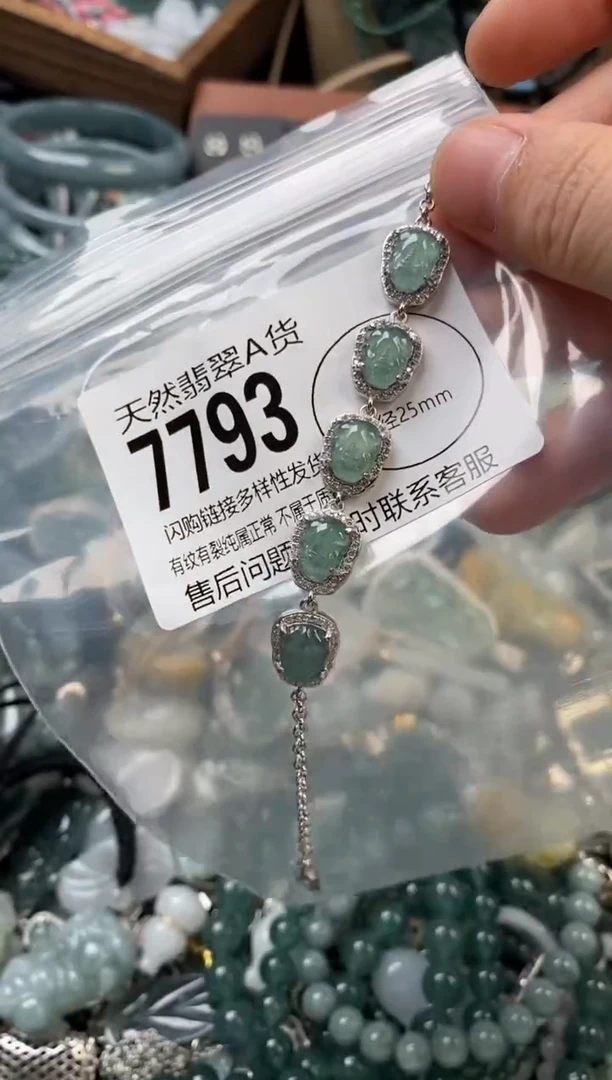 天然翡翠A货
7793
径25mm
闪购链接多样性发货
有纹有裂纯属正常 不属于质
售后问题 时联系客服